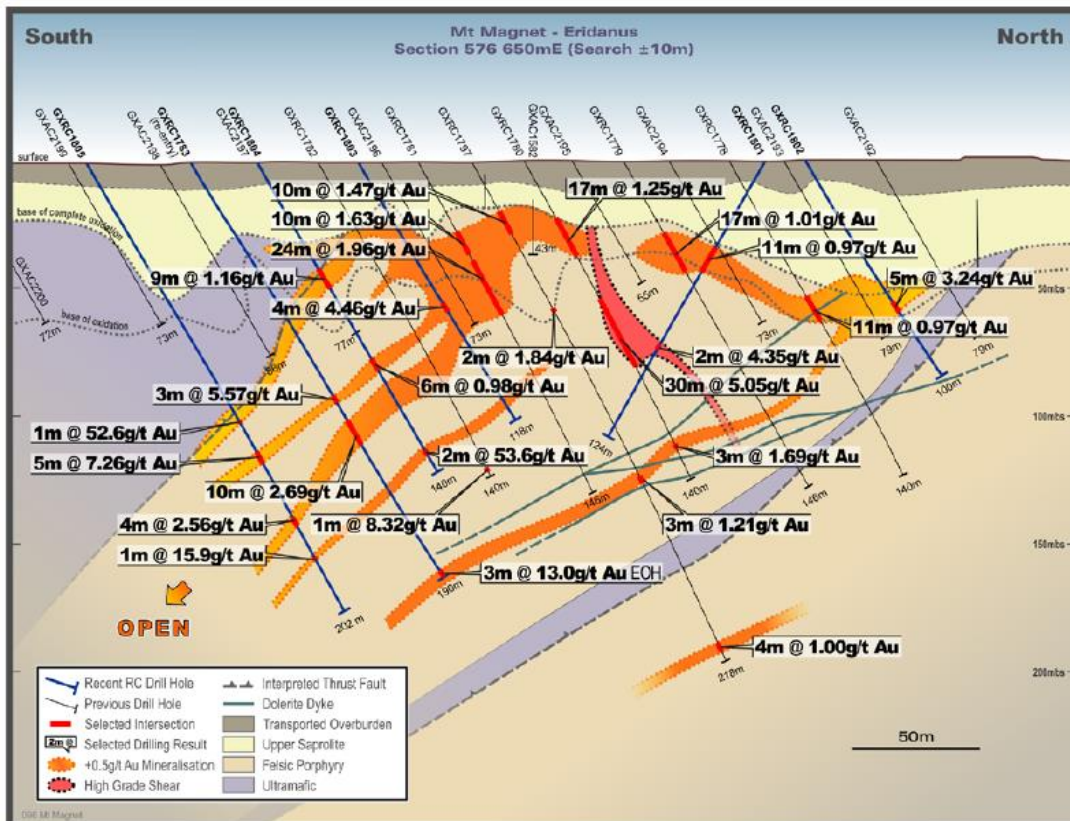 South
Mt Magnet - Eridanus
Section 576 650mE (Search ±10m)
North
GXAC2199
GXRC1805
GXAC2198
GXRC1753
(re-entry)
GXAC2197
GXRC1804
GXRC1782
GXRC1803
GXAC2196
GXRC1781
GXRC1797
GXRC1780
GXAC1582
GXAC2195
GXRC1779
GXAC2194
GXRC1778
GXRC1801
GXAC2193
GXRC1802
GXAC2192
surface
10m @ 1.47g/t Au
17m @ 1.25g/t Au
base of complete oxidation
10m @ 1.63g/t Au
17m @ 1.01g/t Au
24m @ 1.96g/t Au
43m
11m @ 0.97g/t Au
GXAC2200
9m @ 1.16g/t Au
5m @ 3.24g/t Au
65m
50mbs
4m @ 4.46g/t Au
base of oxidation
72m
73m
77m
73m
73m
79m
79m
11m @ 0.97g/t Au
2m @ 1.84g/t Au
2m @ 4.35g/t Au
6m @ 0.98g/t Au
30m @ 5.05g/t Au
100m
3m @ 5.57g/t Au
100mbs
1m @ 52.6g/t Au
118m
124m
2m @ 53.6g/t Au
3m @ 1.69g/t Au
5m @ 7.26g/t Au
140m
140m
146m
140m
10m @ 2.69g/t Au
4m @ 2.56g/t Au
1m @ 8.32g/t Au
3m @ 1.21g/t Au
1m @ 15.9g/t Au
150mbs
3m @ 13.0g/t Au EOH
190m
202m
OPEN
4m @ 1.00g/t Au
218m
200mbs
Recent RC Drill Hole
Interpreted Thrust Fault
Previous Drill Hole
Dolerite Dyke
Selected Intersection
Transported Overburden
2m @
Selected Drilling Result
Upper Saprolite
+0.5g/t Au Mineralisation
Felsic Porphyry
High Grade Shear
Ultramafic
50m